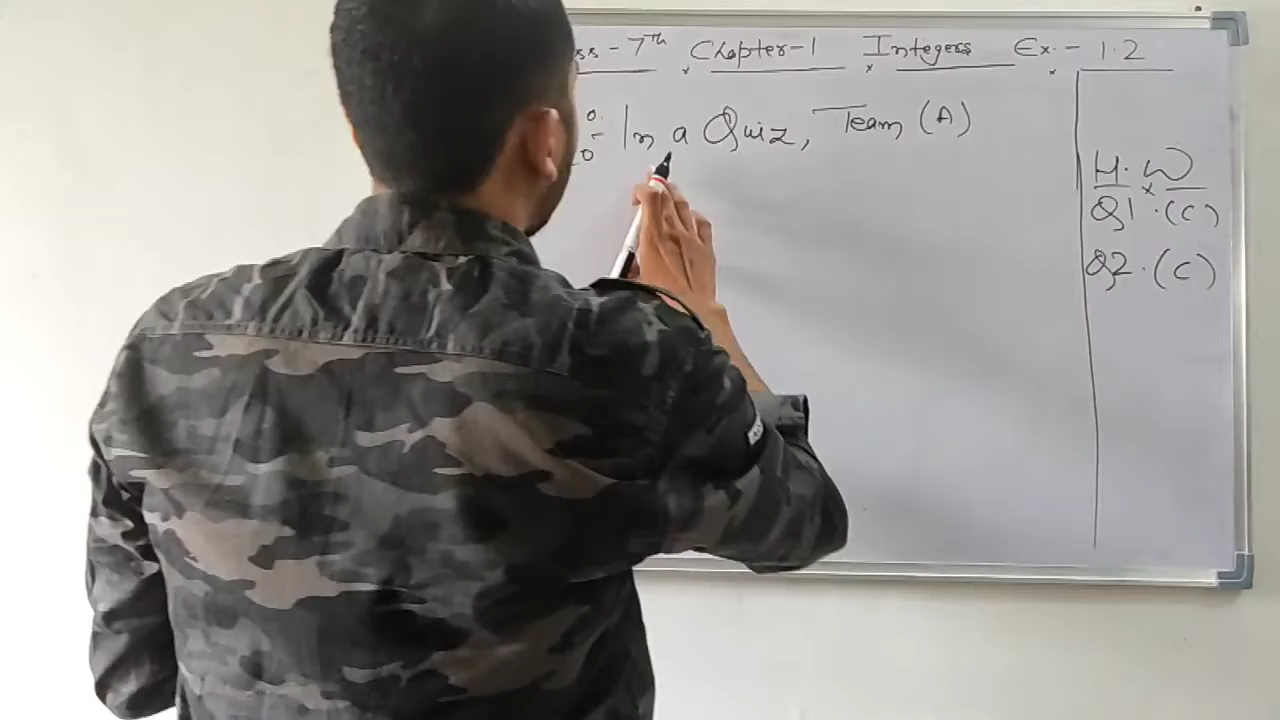 ss - 7th Chapter-1 Integers Ex. - 1.2
In a Quiz, Team (A)
H.W
Q1.(C)
Q2.(C)